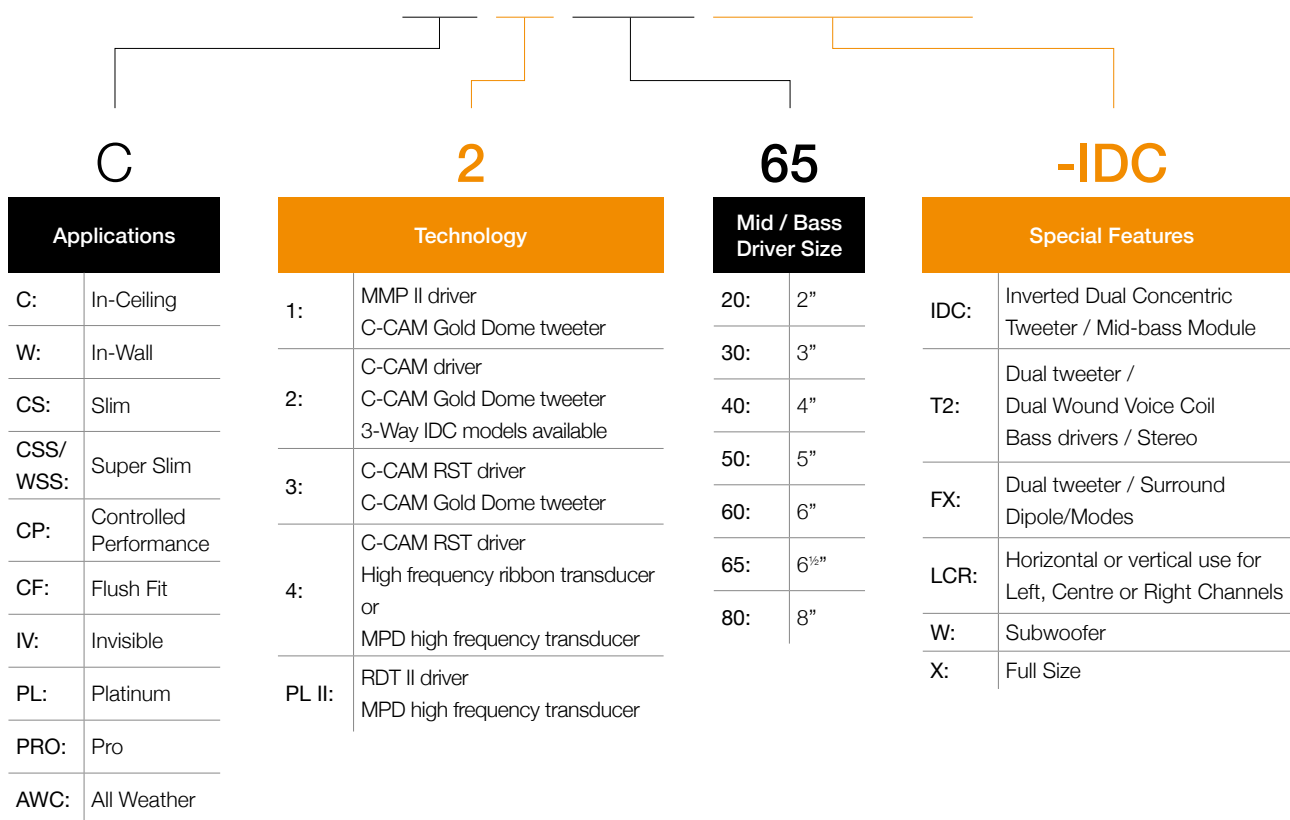 C
2
65
-IDC
Applications
C: In-Ceiling
W: In-Wall
CS: Slim
CSS/
WSS: Super Slim
CP: Controlled
Performance
CF: Flush Fit
IV: Invisible
PL: Platinum
PRO: Pro
AWC: All Weather
Technology
1: MMP II driver
C-CAM Gold Dome tweeter
2: C-CAM driver
C-CAM Gold Dome tweeter
3-Way IDC models available
3: C-CAM RST driver
C-CAM Gold Dome tweeter
4: C-CAM RST driver
High frequency ribbon transducer
or
MPD high frequency transducer
PL II: RDT II driver
MPD high frequency transducer
Mid / Bass
Driver Size
20: 2”
30: 3”
40: 4”
50: 5”
60: 6”
65: 6½”
80: 8”
Special Features
IDC: Inverted Dual Concentric
Tweeter / Mid-bass Module
T2: Dual tweeter /
Dual Wound Voice Coil
Bass drivers / Stereo
FX: Dual tweeter / Surround
Dipole/Modes
LCR: Horizontal or vertical use for
Left, Centre or Right Channels
W: Subwoofer
X: Full Size